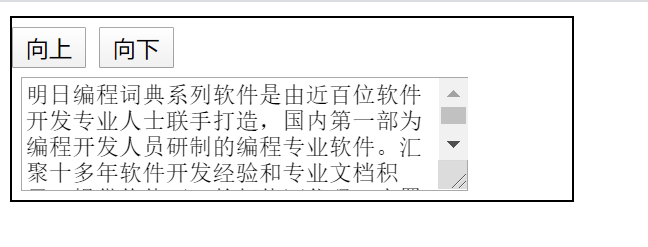 向上 向下
明日编程词典系列软件是由近百位软件
开发专业人士联手打造，国内第一部为
编程开发人员研制的编程专业软件。汇
聚十多年软件开发经验和专业文档积